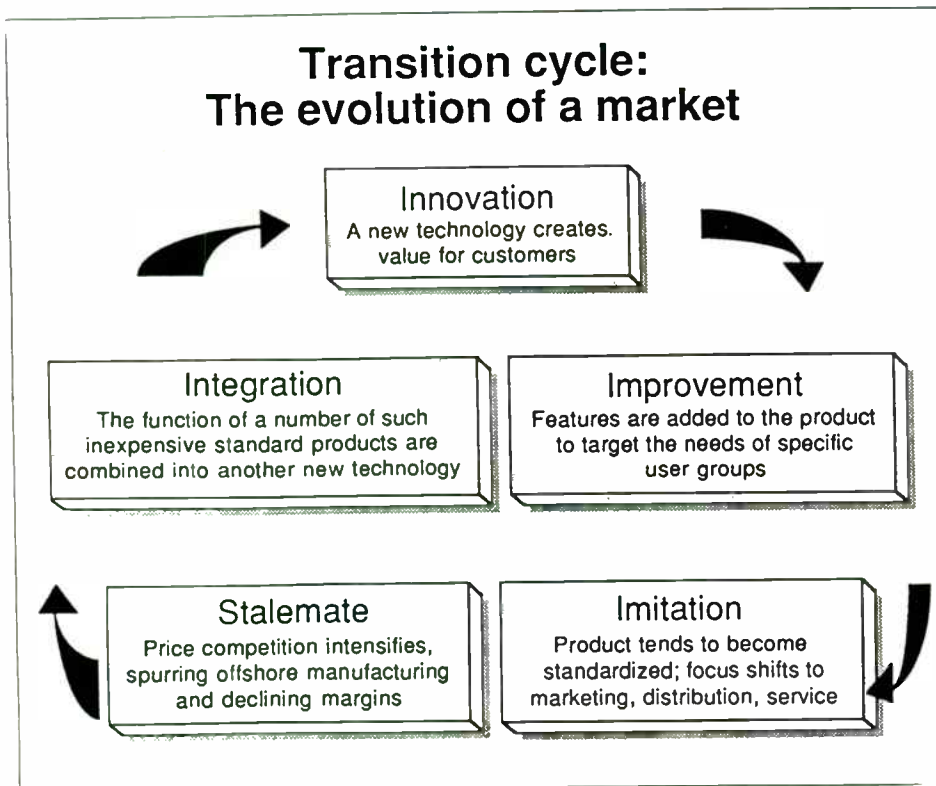 Transition cycle:
The evolution of a market
Innovation
A new technology creates.
value for customers
Integration
The function of a number of such
inexpensive standard products are
combined into another new technology
Improvement
Features are added to the product
to target the needs of specific
user groups
Stalemate
Price competition intensifies,
spurring offshore manufacturing
and declining margins
Imitation
Product tends to become
standardized; focus shifts to
marketing, distribution, service